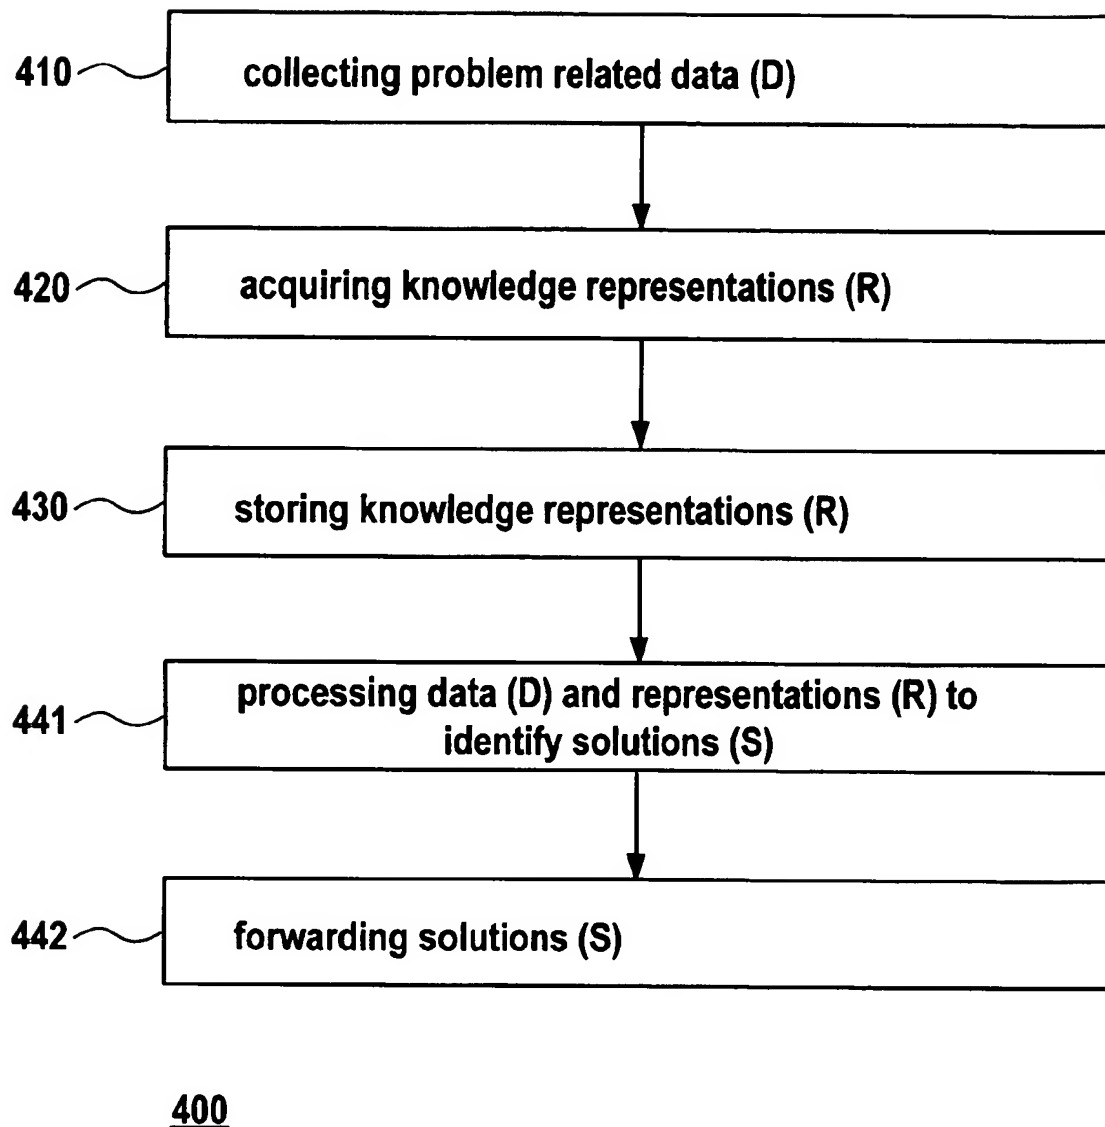 410 collecting problem related data (D)
420 acquiring knowledge representations (R)
430 storing knowledge representations (R)
441 processing data (D) and representations (R) to
identify solutions (S)
442 forwarding solutions (S)
400